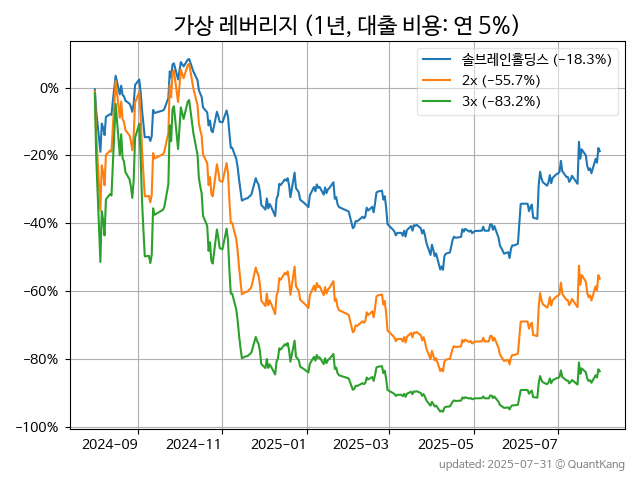 가상 레버리지 (1년, 대출 비용: 연 5%)
솔브레인홀딩스 (−18.3%)
2x (−55.7%)
3x (−83.2%)
0%
−20%
−40%
−60%
−80%
−100%
2024-09 2024-11 2025-01 2025-03 2025-05 2025-07
updated: 2025-07-31 © QuantKang